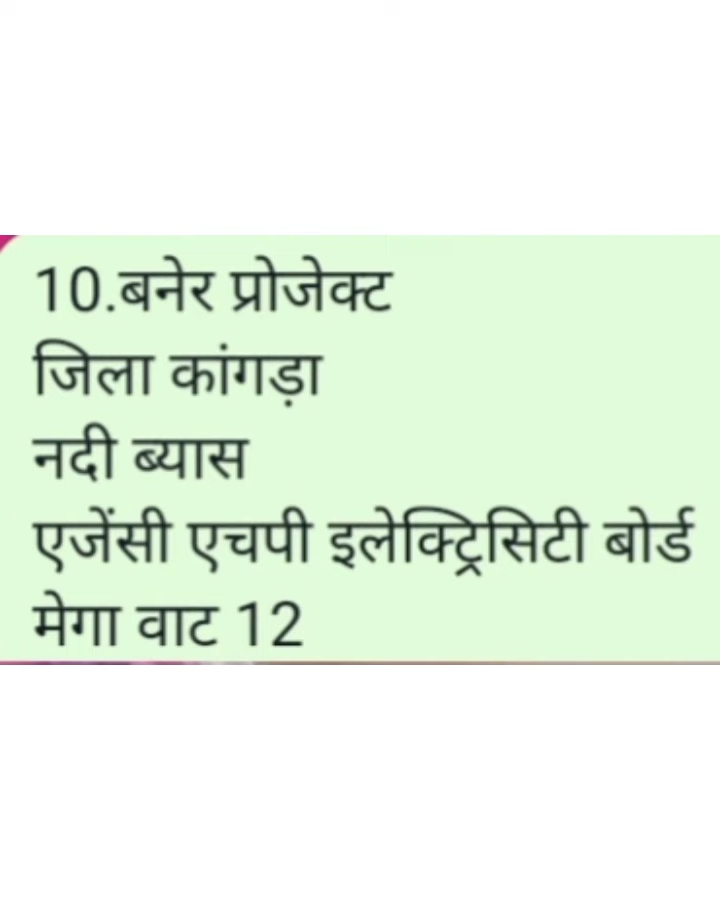 10.बनेर प्रोजेक्ट
जिला कांगड़ा
नदी ब्यास
एजेंसी एचपी इलेक्ट्रिसिटी बोर्ड
मेगा वाट 12